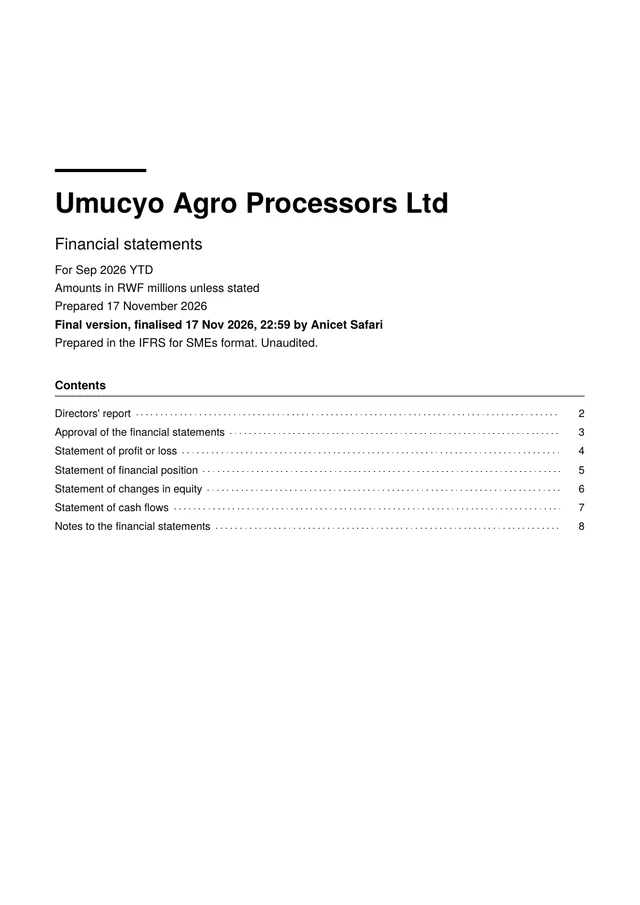 Umucyo Agro Processors Ltd
Financial statements
For Sep 2026 YTD
Amounts in RWF millions unless stated
Prepared 17 November 2026
Final version, finalised 17 Nov 2026, 22:59 by Anicet Safari
Prepared in the IFRS for SMEs format. Unaudited.
Contents
Directors' report 2
Approval of the financial statements 3
Statement of profit or loss 4
Statement of financial position 5
Statement of changes in equity 6
Statement of cash flows 7
Notes to the financial statements 8